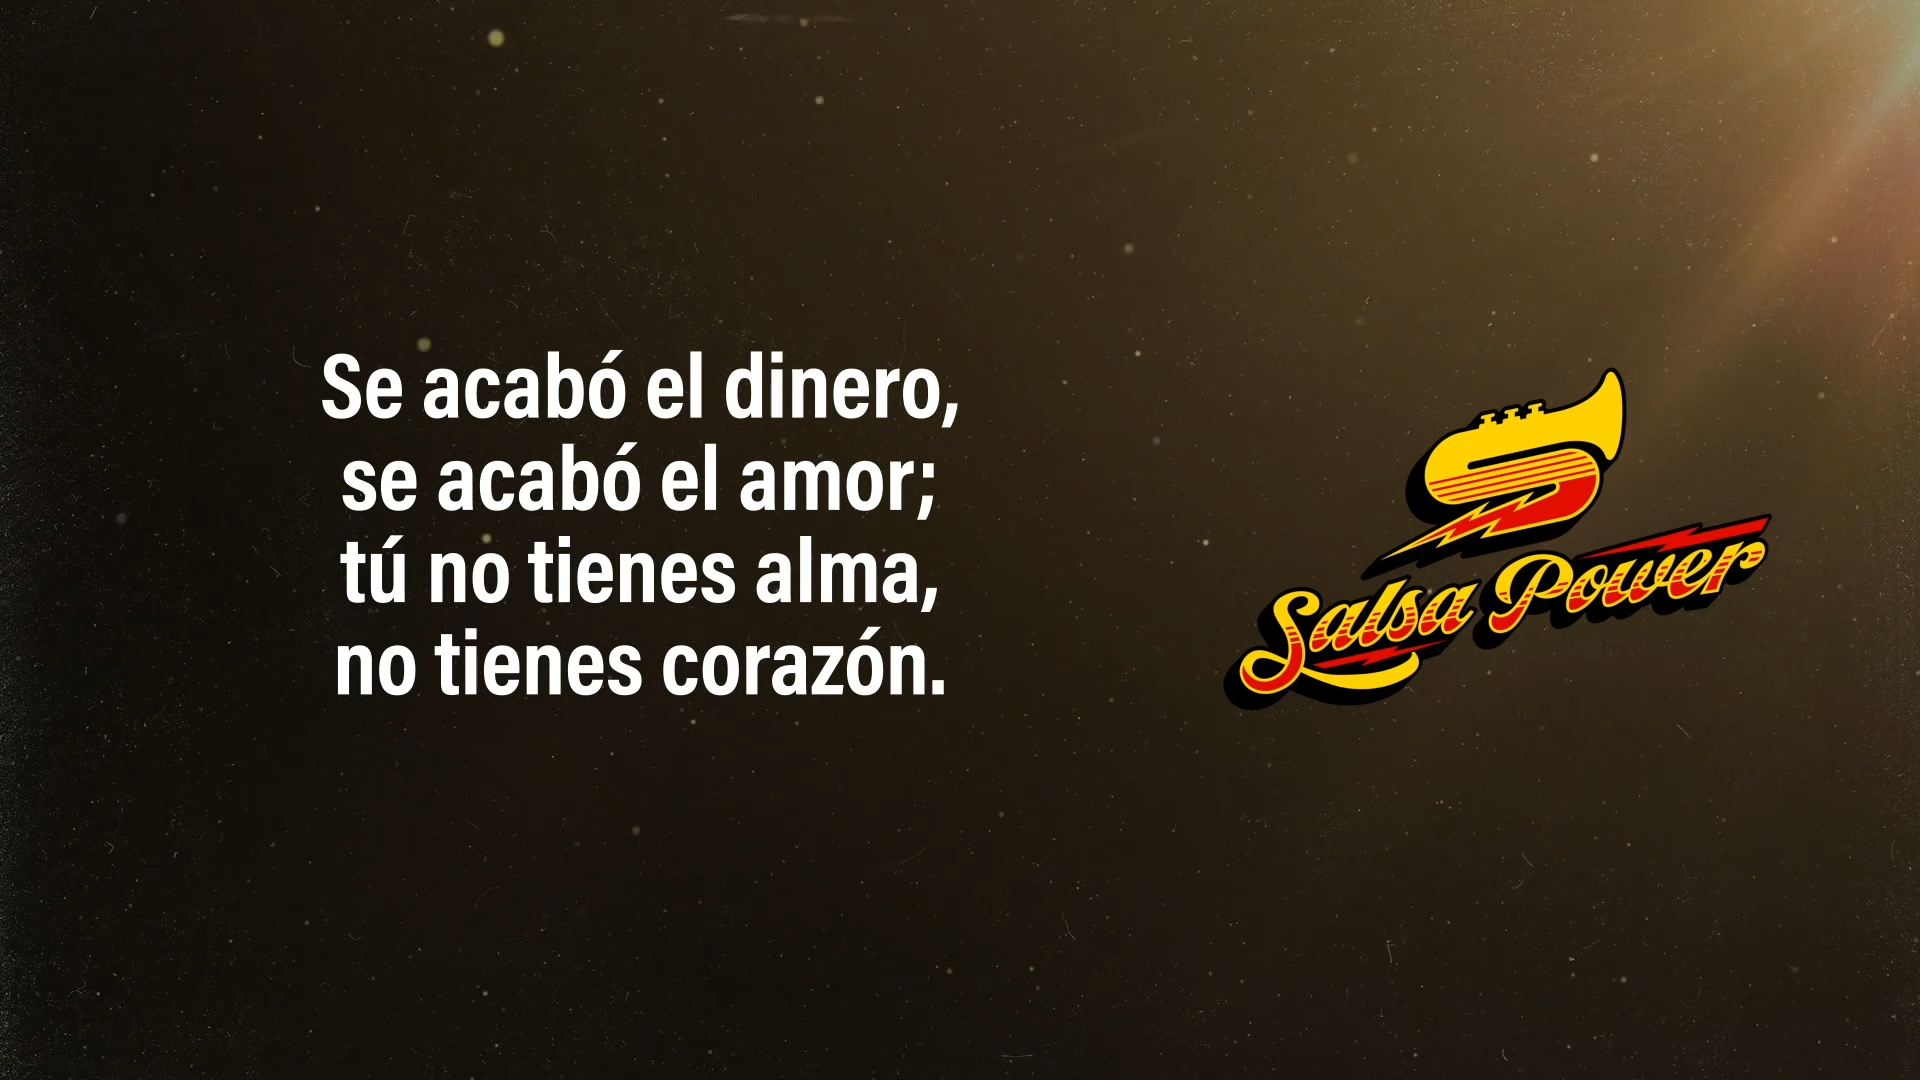 Se acabó el dinero,
se acabó el amor;
tú no tienes alma,
no tienes corazón.
Salsa Power